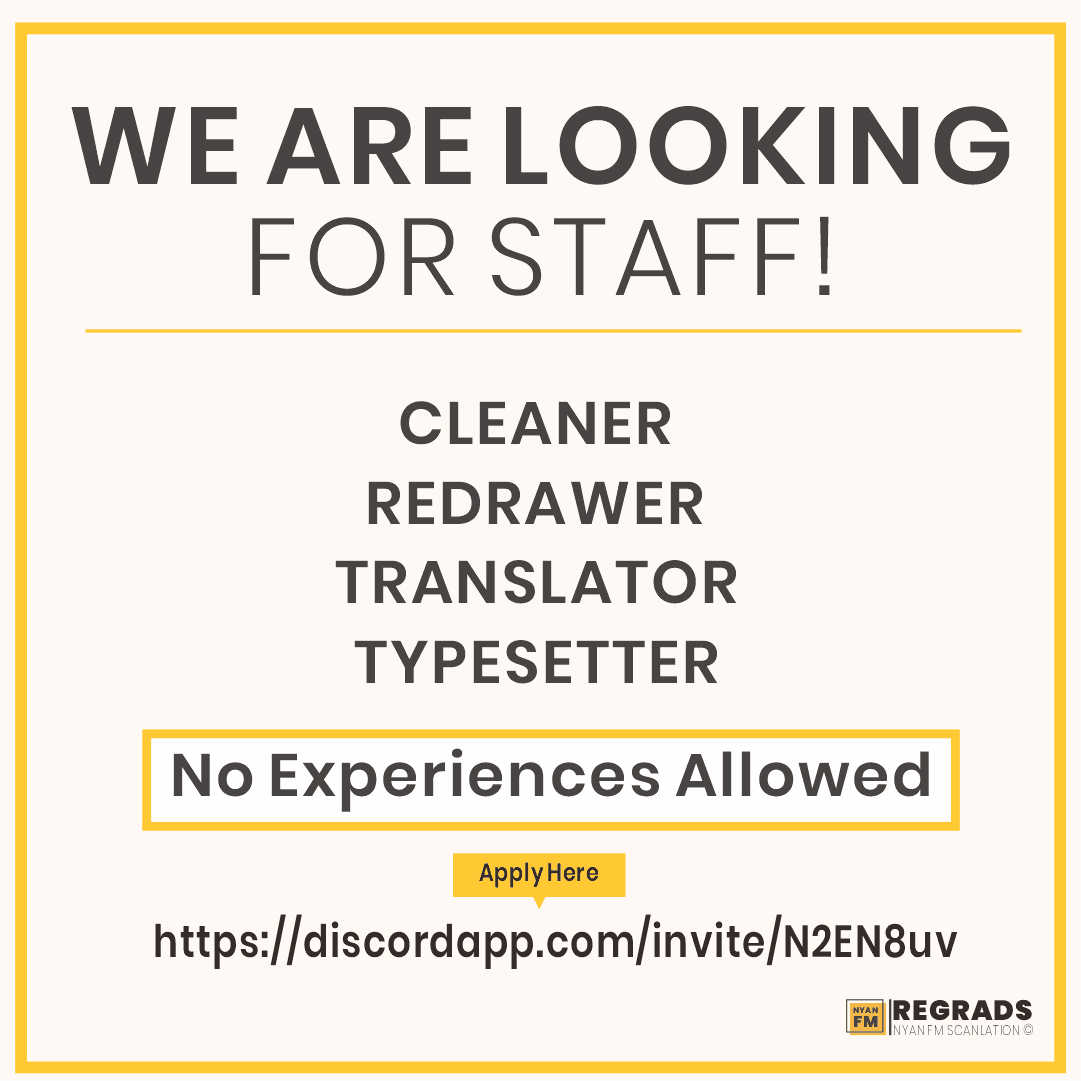 WE ARE LOOKING
FOR STAFF!
CLEANER
REDRAWER
TRANSLATOR
TYPESETTER
No Experiences Allowed
Apply Here
https://discordapp.com/invite/N2EN8uv
NYAN
FM
REGRADS
NYAN FM SCANLATION ©